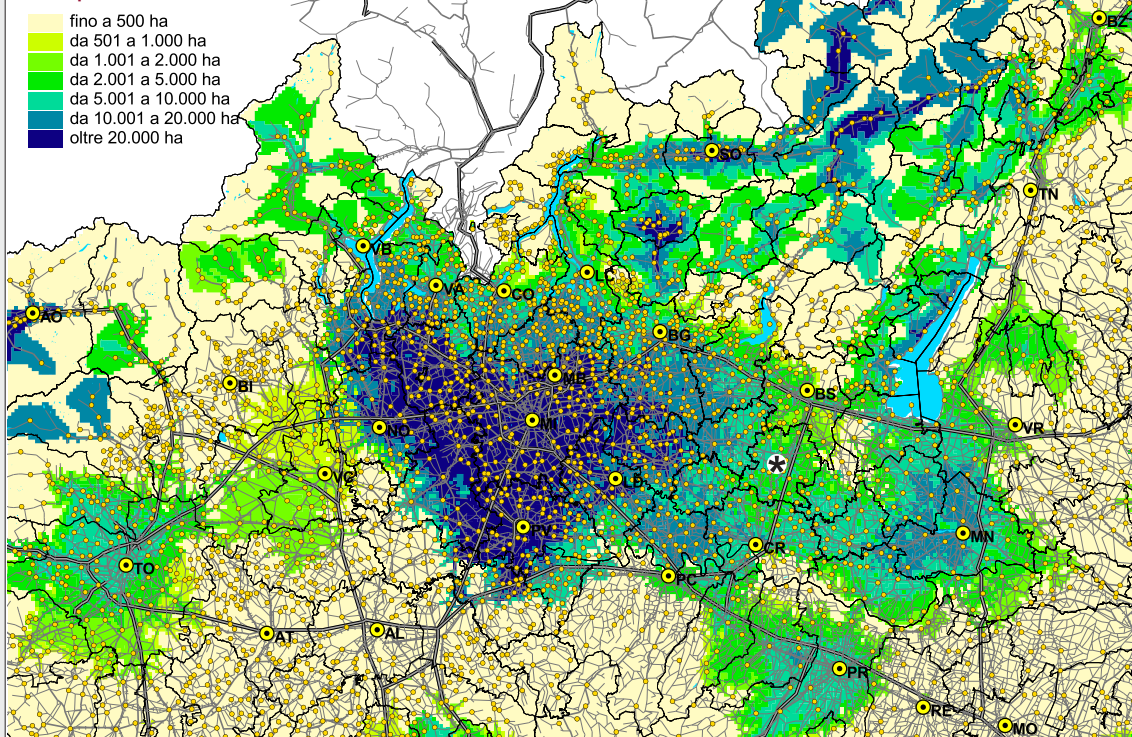 fino a 500 ha
da 501 a 1.000 ha
da 1.001 a 2.000 ha
da 2.001 a 5.000 ha
da 5.001 a 10.000 ha
da 10.001 a 20.000 ha
oltre 20.000 ha
BZ
SO
TN
VB
LC
VA
CO
AO
BG
MB
BI
BS
NO
MI
VR
*
VC
LD
PV
MN
CR
TO
PC
AT
AL
PR
RE
MO